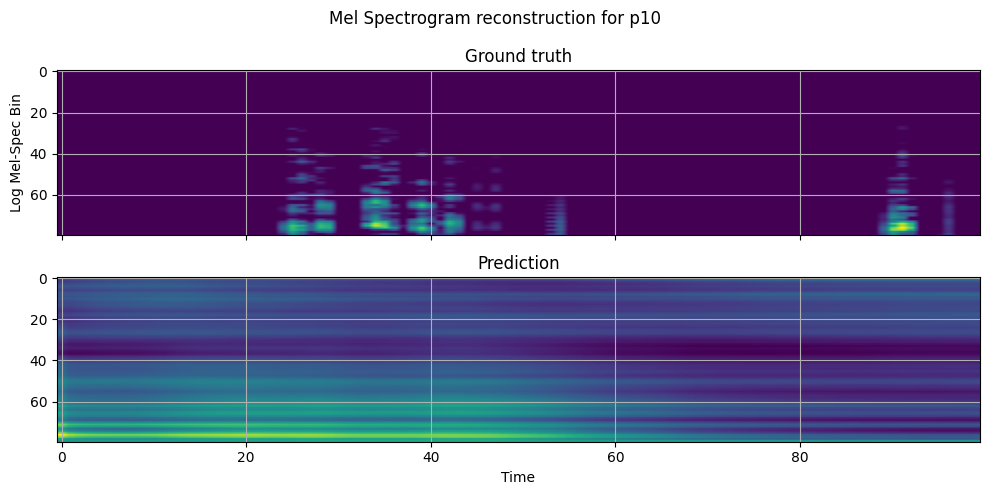 Mel Spectrogram reconstruction for p10
Ground truth
Log Mel-Spec Bin
0
20
40
60
Prediction
0
20
40
60
0 20 40 60 80
Time